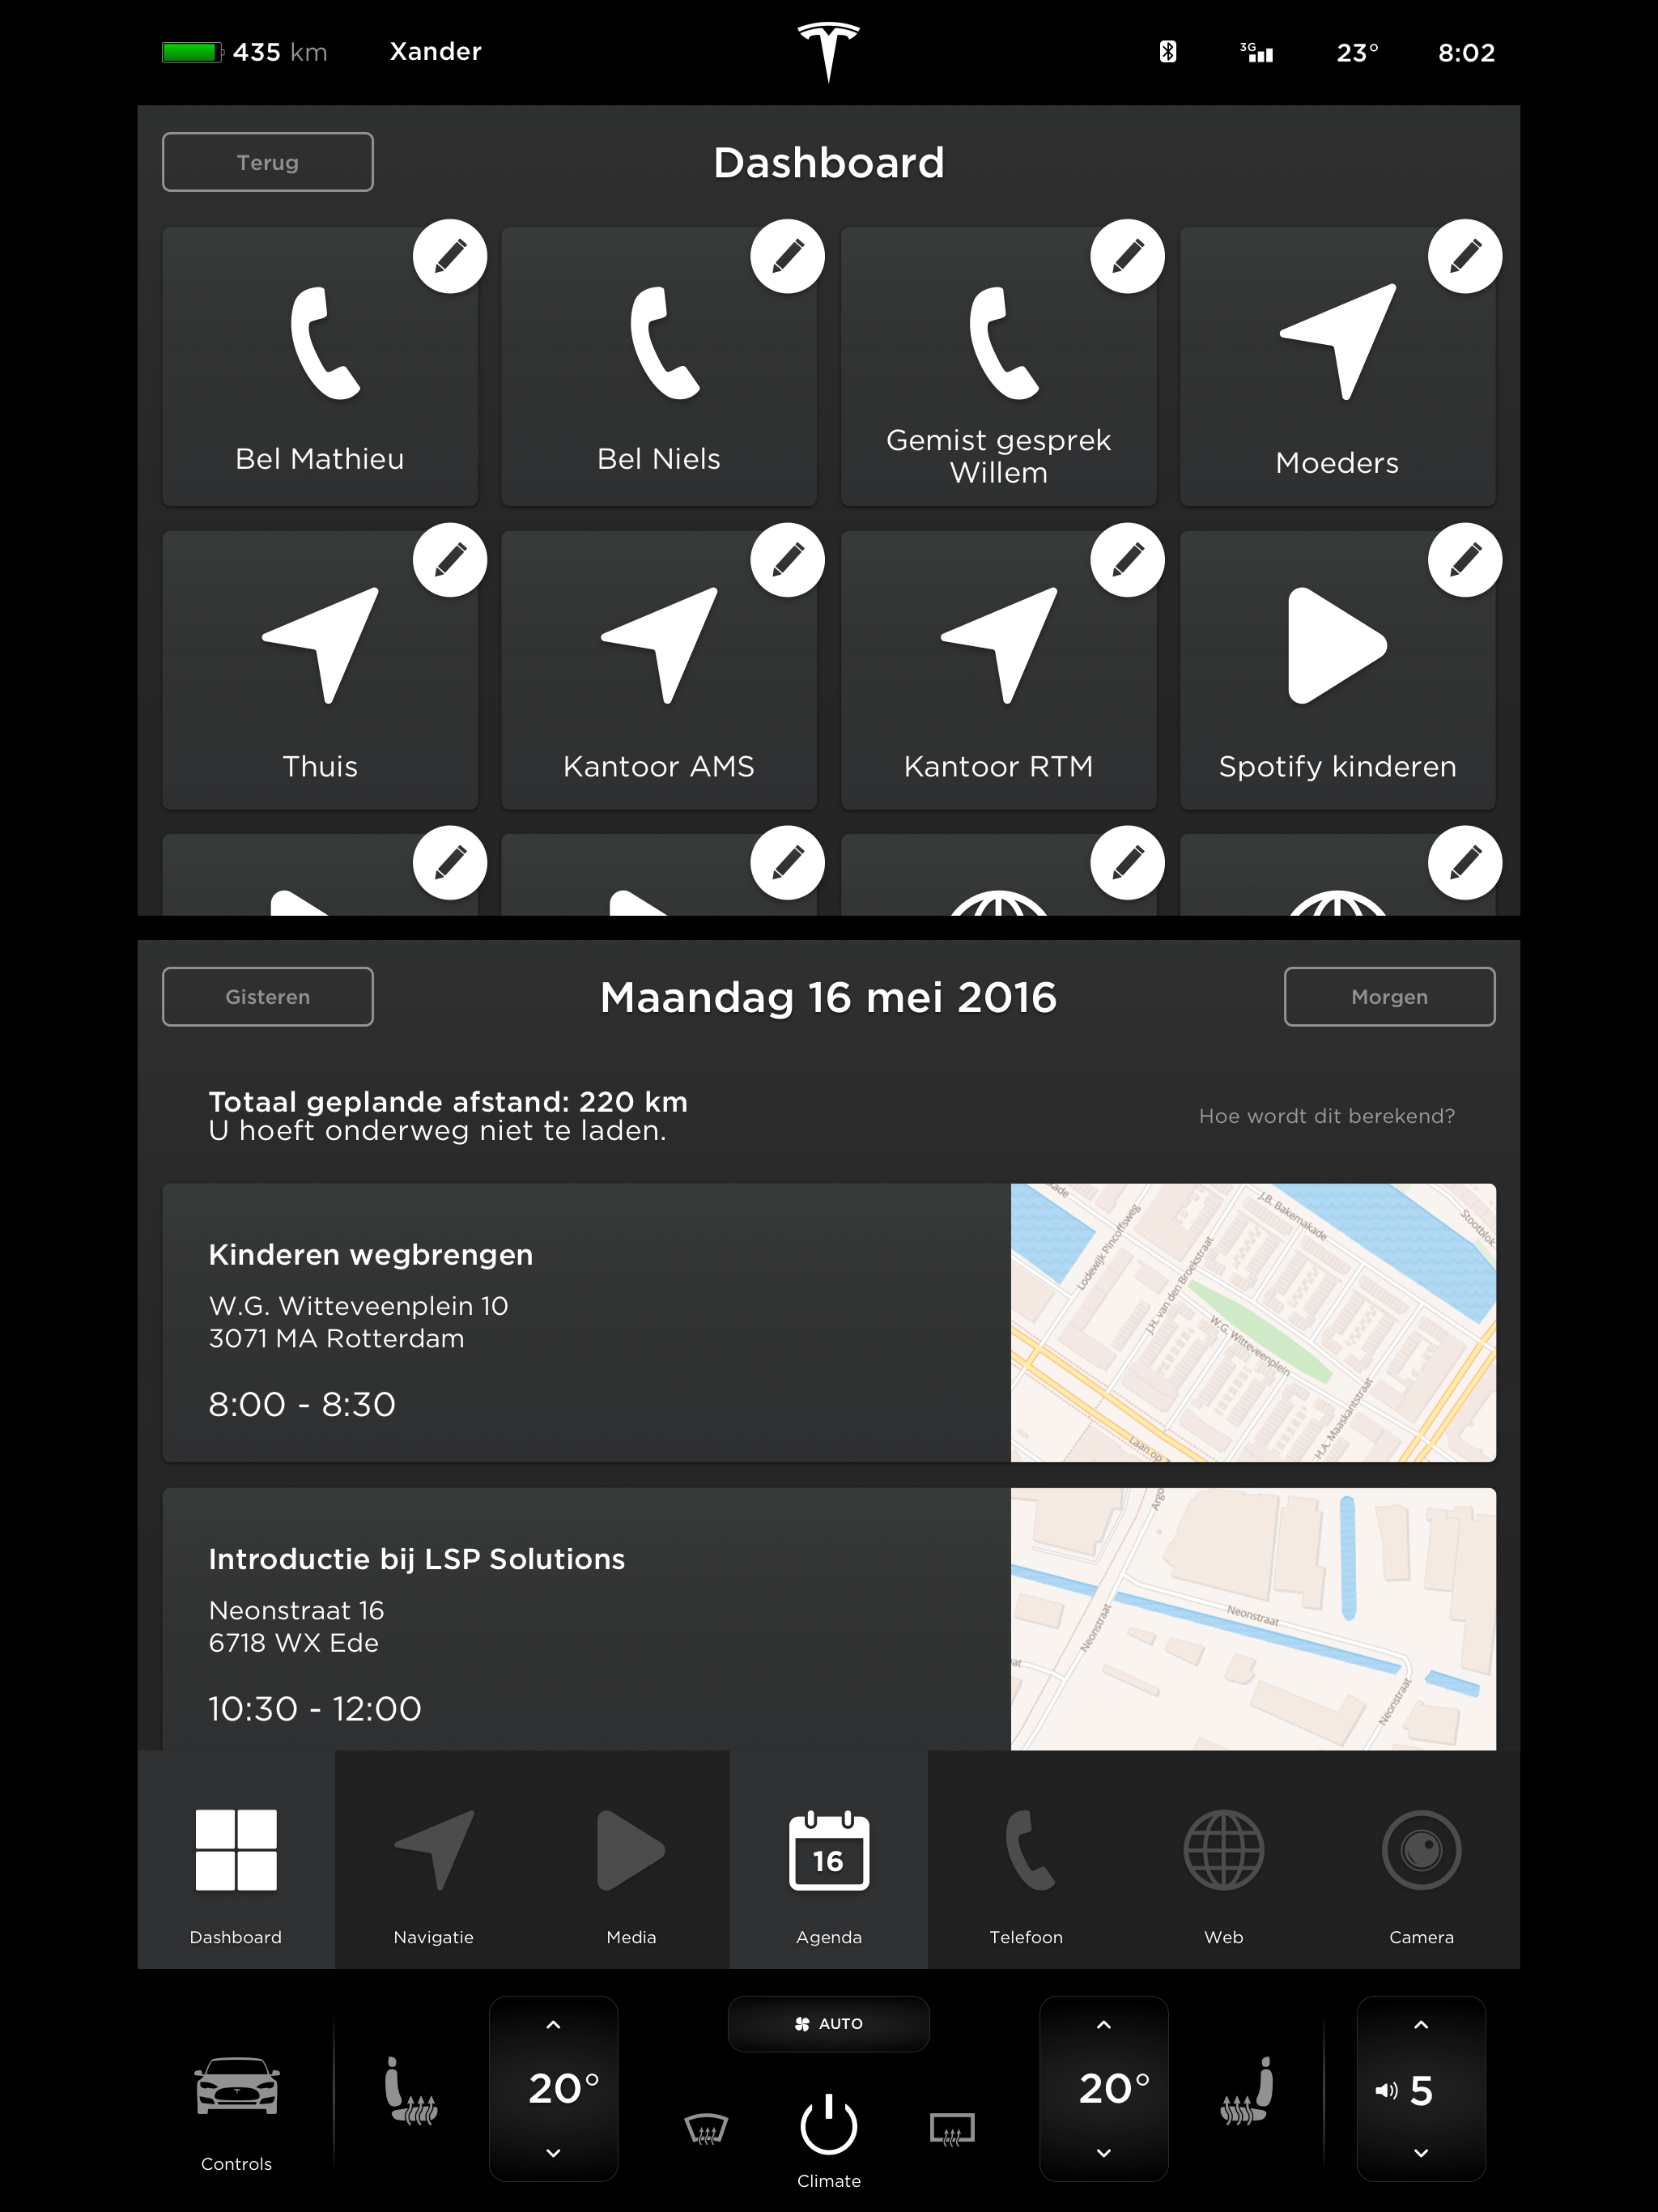 435 km
Xander
3G
23°
8:02
Terug
Dashboard
Bel Mathieu
Bel Niels
Gemist gesprek
Willem
Moeders
Thuis
Kantoor AMS
Kantoor RTM
Spotify kinderen
Gisteren
Maandag 16 mei 2016
Morgen
Totaal geplande afstand: 220 km
U hoeft onderweg niet te laden.
Hoe wordt dit berekend?
Kinderen wegbrengen
W.G. Witteveenplein 10
3071 MA Rotterdam
8:00 - 8:30
Lodewijk Pincoffsweg
J.B. Bakemakade
Stootblok
J.H. van den Broekstraat
W.G. Witteveenplein
H.A. Maaskantstraat
Laan op Z
Introductie bij LSP Solutions
Neonstraat 16
6718 WX Ede
10:30 - 12:00
Argo
Neonstraat
Neonstraat
Neonstraat
16
Dashboard
Navigatie
Media
Agenda
Telefoon
Web
Camera
AUTO
20°
20°
5
Controls
Climate